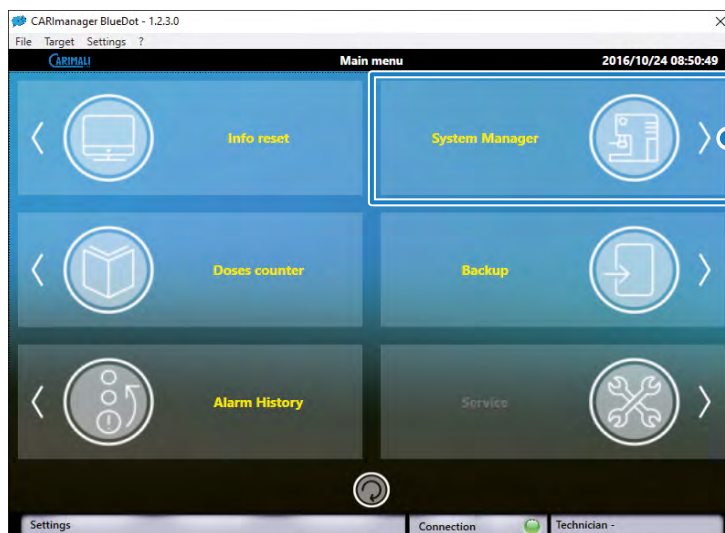 CARImanager BlueDot - 1.2.3.0
File Target Settings ?
CARIMALI Main menu 2016/10/24 08:50:49
Info reset System Manager
Doses counter Backup
Alarm History Service
Settings Connection Technician -